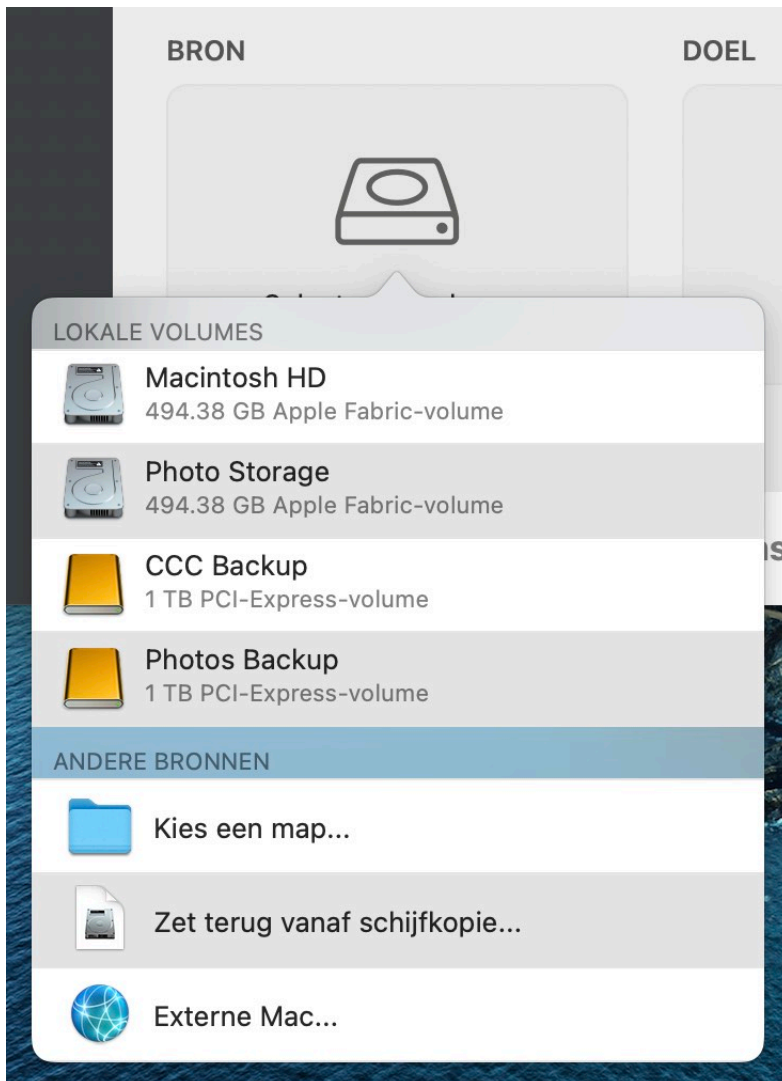 BRON
DOEL
LOKALE VOLUMES
Macintosh HD
494.38 GB Apple Fabric-volume
Photo Storage
494.38 GB Apple Fabric-volume
CCC Backup
1 TB PCI-Express-volume
Photos Backup
1 TB PCI-Express-volume
ANDERE BRONNEN
Kies een map...
Zet terug vanaf schijfkopie...
Externe Mac...